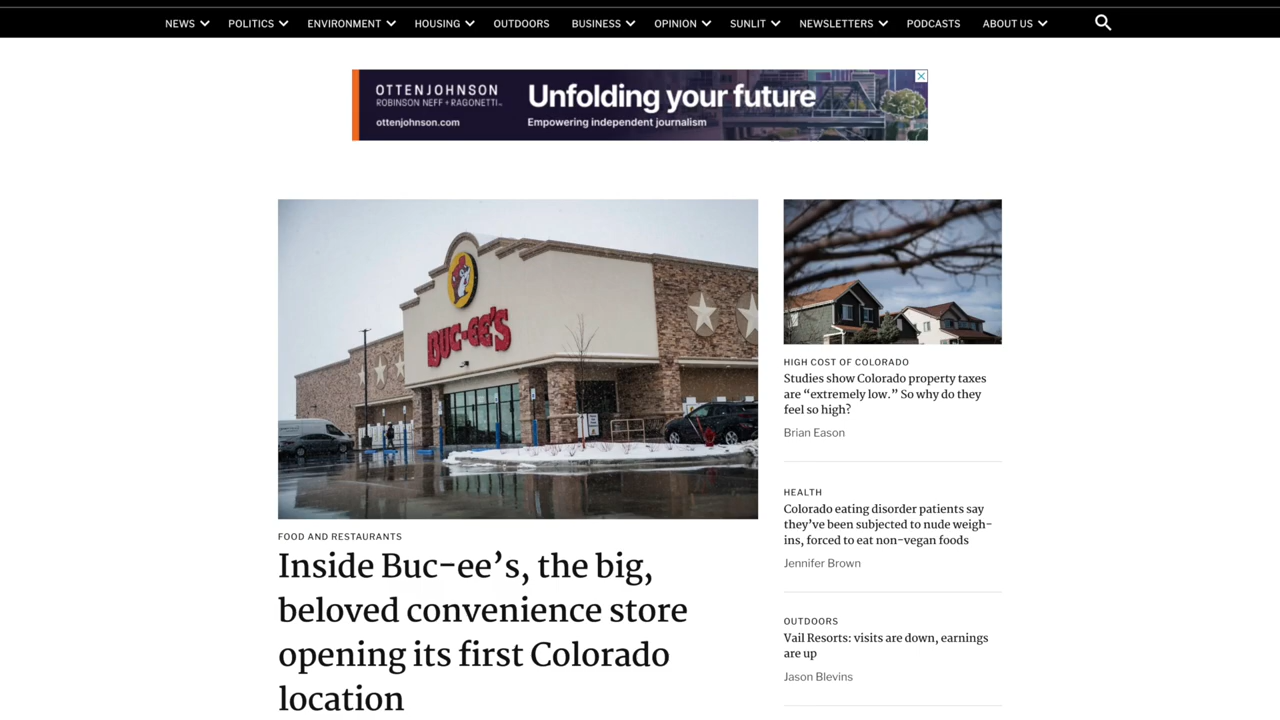 NEWS POLITICS ENVIRONMENT HOUSING OUTDOORS BUSINESS OPINION SUNLIT NEWSLETTERS PODCASTS ABOUT US
OTTENJOHNSON
ROBINSON NEFF + RAGONETTI
ottenjohnson.com
Unfolding your future
Empowering independent journalism
BUC-EE'S
FOOD AND RESTAURANTS
Inside Buc-ee’s, the big,
beloved convenience store
opening its first Colorado
location
HIGH COST OF COLORADO
Studies show Colorado property taxes
are “extremely low.” So why do they
feel so high?
Brian Eason
HEALTH
Colorado eating disorder patients say
they’ve been subjected to nude weigh-
ins, forced to eat non-vegan foods
Jennifer Brown
OUTDOORS
Vail Resorts: visits are down, earnings
are up
Jason Blevins